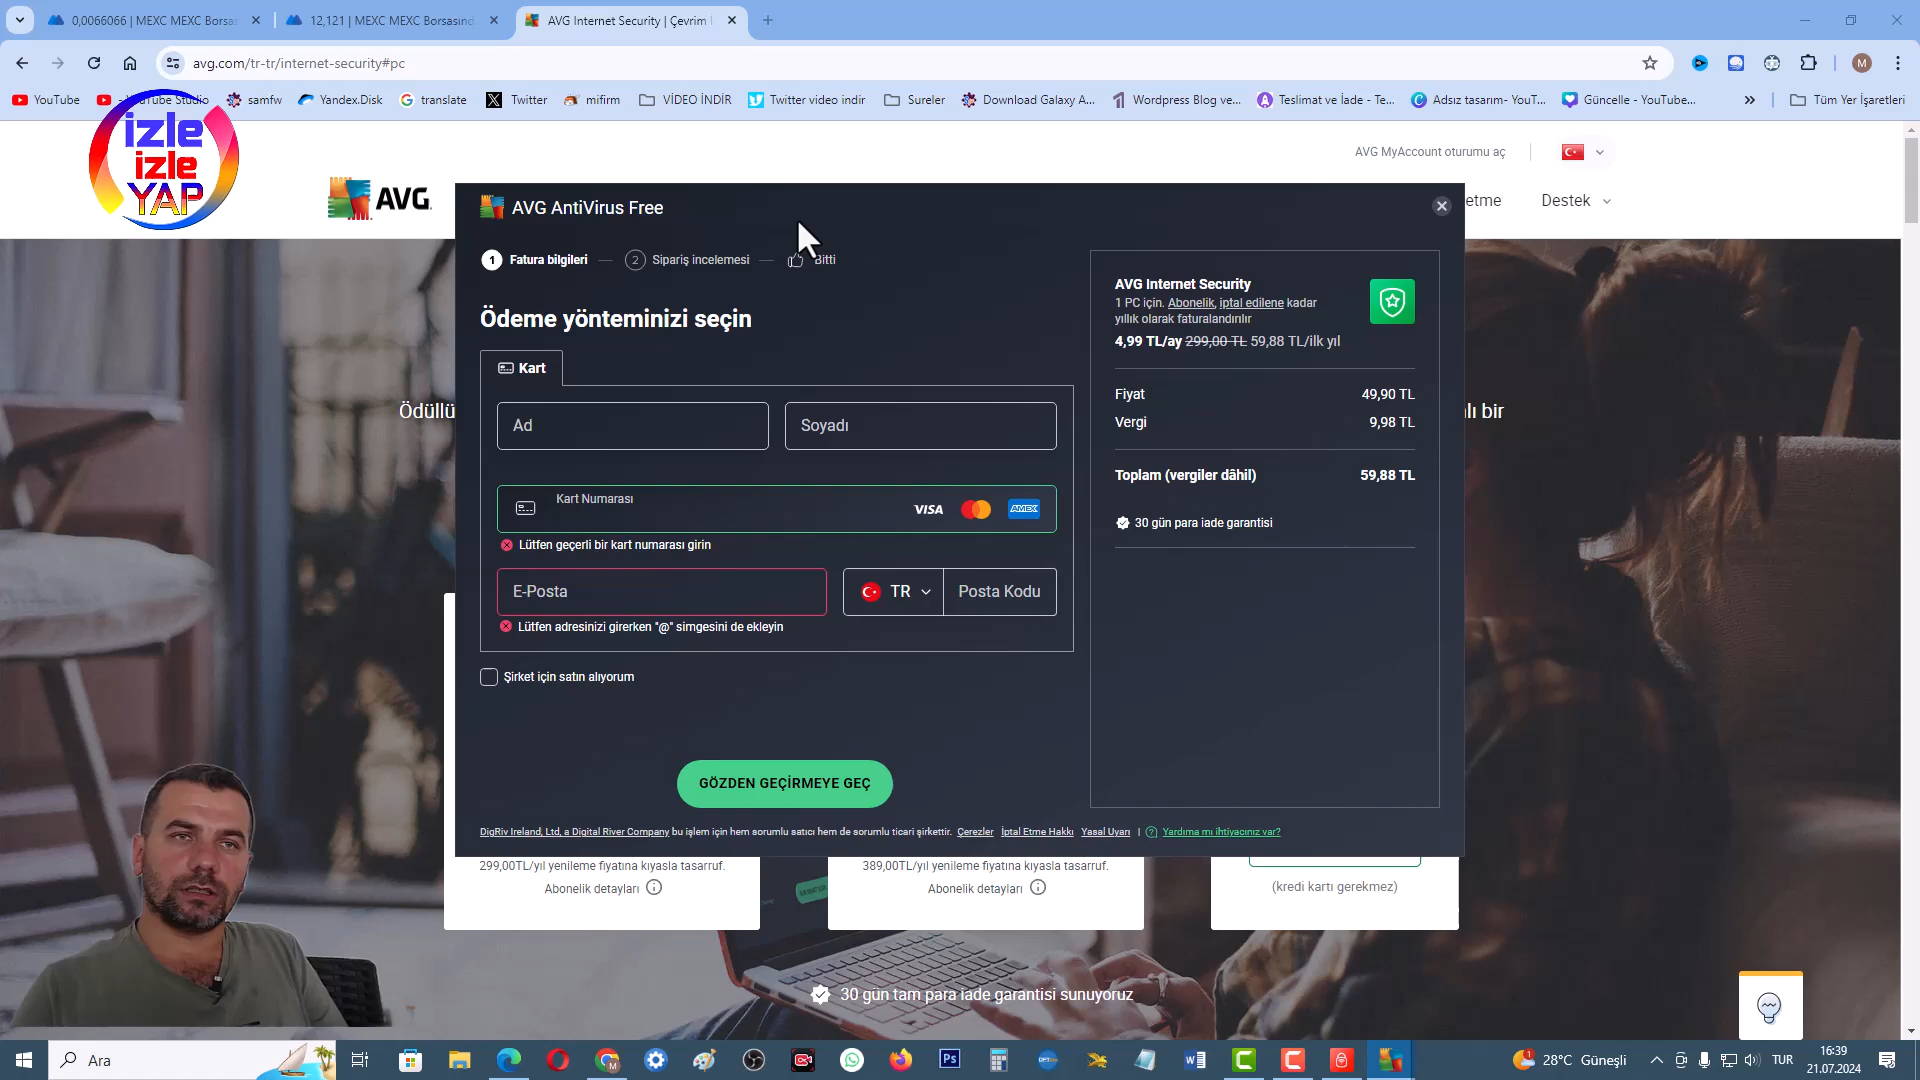 0,0066066 | MEXC MEXC Borsa
12,121 | MEXC MEXC Borsasınd
AVG Internet Security | Çevrim
avg.com/tr-tr/internet-security#pc
YouTube
- YouTube Studio
samfw
Yandex.Disk
translate
Twitter
mifirm
VİDEO İNDİR
Twitter video indir
Sureler
Download Galaxy A...
Wordpress Blog ve...
Teslimat ve İade - Te...
Adsız tasarım- YouT...
Güncelle - YouTube...
Tüm Yer İşaretleri
izle
izle
YAP
AVG
AVG MyAccount oturumu aç
etme
Destek
AVG AntiVirus Free
1 Fatura bilgileri
2 Sipariş incelemesi
Bitti
Ödeme yönteminizi seçin
Kart
Ad
Soyadı
Kart Numarası
VISA
AMEX
Lütfen geçerli bir kart numarası girin
E-Posta
TR
Posta Kodu
Lütfen adresinizi girerken "@" simgesini de ekleyin
Şirket için satın alıyorum
GÖZDEN GEÇİRMEYE GEÇ
AVG Internet Security
1 PC için. Abonelik, iptal edilene kadar
yıllık olarak faturalandırılır
4,99 TL/ay 299,00 TL 59,88 TL/ilk yıl
Fiyat 49,90 TL
Vergi 9,98 TL
Toplam (vergiler dâhil) 59,88 TL
30 gün para iade garantisi
DigRiv Ireland, Ltd, a Digital River Company bu işlem için hem sorumlu satıcı hem de sorumlu ticari şirkettir. Çerezler İptal Etme Hakkı Yasal Uyarı | Yardıma mı ihtiyacınız var?
Ödüllü
lı bir
299,00TL/yıl yenileme fiyatına kıyasla tasarruf.
Abonelik detayları
389,00TL/yıl yenileme fiyatına kıyasla tasarruf.
Abonelik detayları
(kredi kartı gerekmez)
30 gün tam para iade garantisi sunuyoruz
Ara
Ps
28°C Güneşli
TUR
16:39
21.07.2024